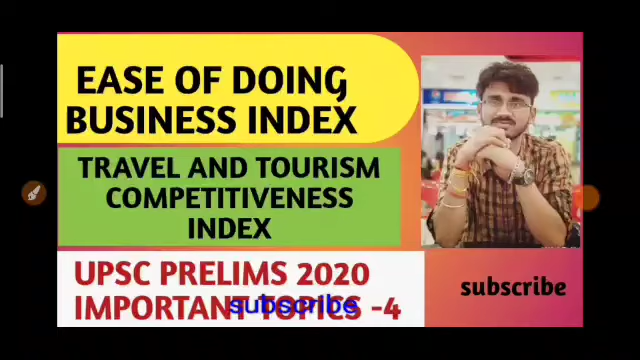 EASE OF DOING
BUSINESS INDEX
TRAVEL AND TOURISM
COMPETITIVENESS
INDEX
UPSC PRELIMS 2020
IMPORTANT TOPICS -4
subscribe
subscribe